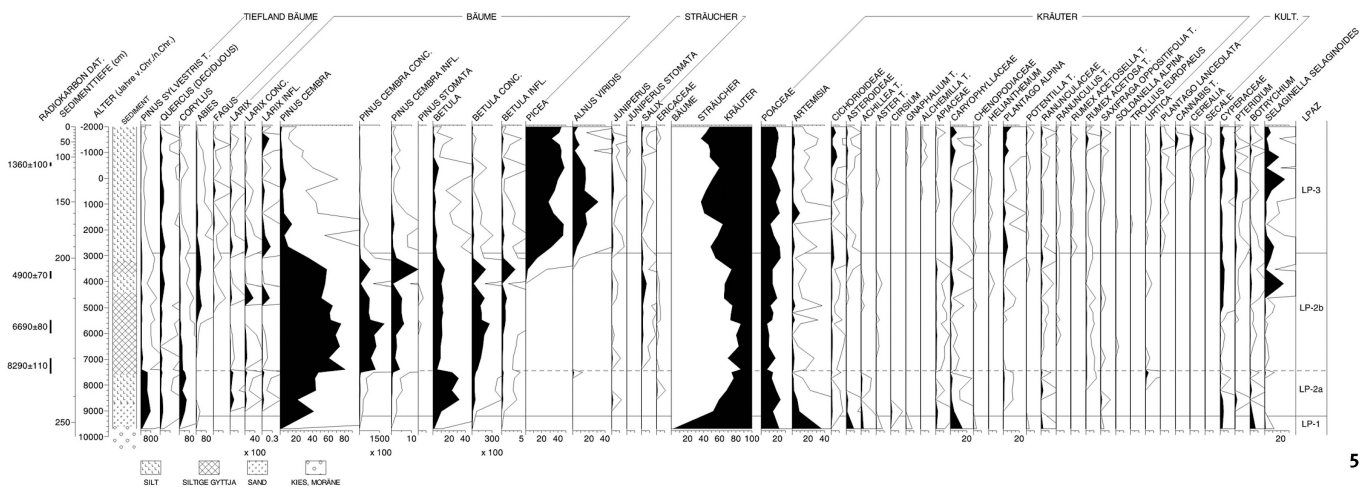 TIEFLAND BÄUME
BÄUME
STRÄUCHER
KRÄUTER
KULT.
RADIOKARBON DAT.
SEDIMENTTIEFE (cm)
ALTER (Jahre v.Chr./n.Chr.)
SEDIMENT
PINUS SYLVESTRIS T.
QUERCUS (DECIDUOUS)
CORYLUS
ABIES
FAGUS
LARIX
LARIX CONC.
LARIX INFL.
PINUS CEMBRA
PINUS CEMBRA CONC.
PINUS CEMBRA INFL.
PINUS STOMATA
BETULA
BETULA CONC.
BETULA INFL.
PICEA
ALNUS VIRIDIS
JUNIPERUS
JUNIPERUS STOMATA
SALIX
ERICACEAE
BÄUME
STRÄUCHER
KRÄUTER
POACEAE
ARTEMISIA
CICHORIOIDEAE
ASTEROIDEAE
ACHILLEA T.
ASTER T.
CIRSIUM
GNAPHALIUM T.
ALCHEMILLA T.
APIACEAE
CARYOPHYLLACEAE
CHENOPODIACEAE
HELIANTHEMUM
PLANTAGO ALPINA
POTENTILLA T.
RANUNCULACEAE
RANUNCULUS T.
RUMEX ACETOSELLA T.
RUMEX ACETOSA T.
SAXIFRAGA OPPOSITIFOLIA T.
SOLDANELLA ALPINA
TROLLIUS EUROPAEUS
URTICA
PLANTAGO LANCEOLATA
CANNABIS T.
CEREALIA
SECALE
CYPERACEAE
PTERIDIUM
BOTRYCHIUM
SELAGINELLA SELAGINOIDES
LPAZ
1360±100
4900±70
6690±80
8290±110
0
50
100
150
200
250
-2000
-1000
0
1000
2000
3000
4000
5000
6000
7000
8000
9000
10000
LP-3
LP-2b
LP-2a
LP-1
800 80 80 40 0.3 20 40 60 80 1500 10 20 40 300 5 20 40 20 40 20 40 60 80 100 20 20 40 20 20 20
x 100 x 100 x 100
SILT SILTIGE GYTTJA SAND KIES, MORÄNE
5